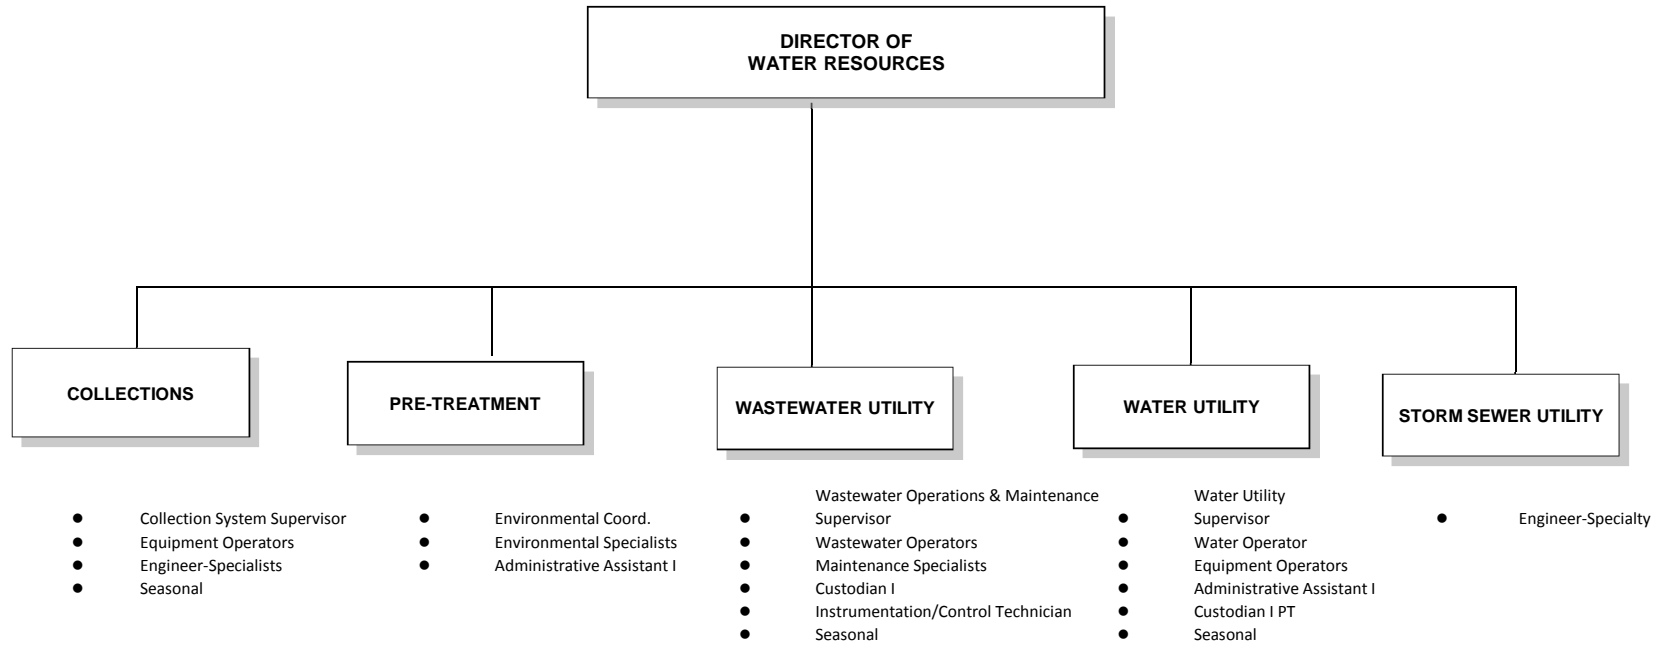 DIRECTOR OF
WATER RESOURCES
COLLECTIONS
PRE-TREATMENT
WASTEWATER UTILITY
WATER UTILITY
STORM SEWER UTILITY
● Collection System Supervisor
● Equipment Operators
● Engineer-Specialists
● Seasonal
● Environmental Coord.
● Environmental Specialists
● Administrative Assistant I
Wastewater Operations & Maintenance
● Supervisor
● Wastewater Operators
● Maintenance Specialists
● Custodian I
● Instrumentation/Control Technician
● Seasonal
Water Utility
● Supervisor
● Water Operator
● Equipment Operators
● Administrative Assistant I
● Custodian I PT
● Seasonal
● Engineer-Specialty